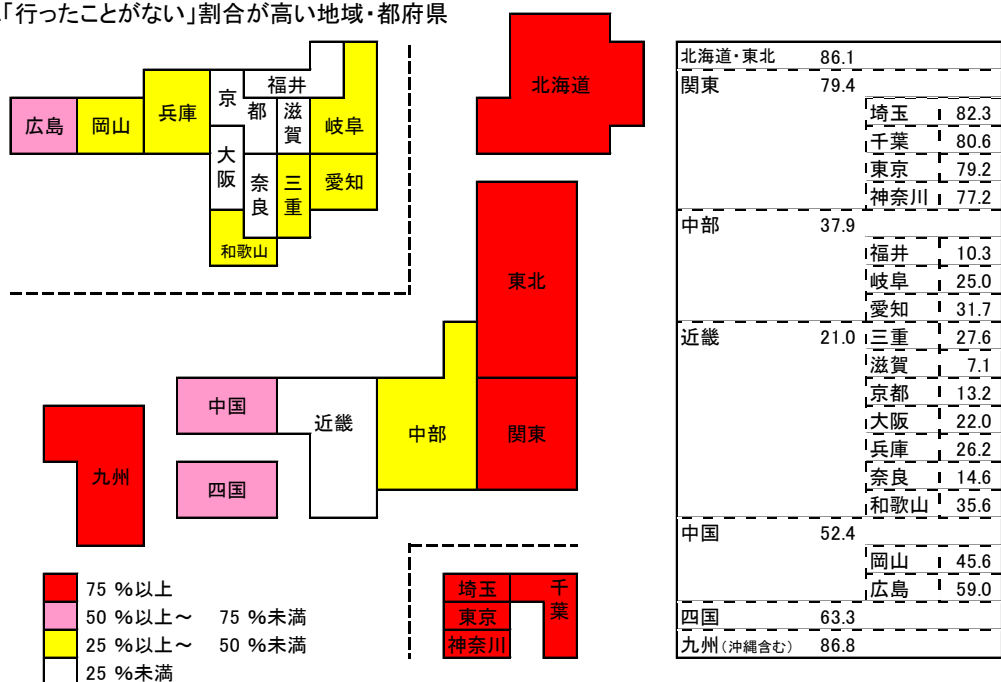 「行ったことがない」割合が高い地域・都府県
福井
京都
滋賀
兵庫
岐阜
広島
岡山
大阪
奈良
三重
愛知
和歌山
北海道
東北
中国
近畿
中部
関東
九州
四国
埼玉
千葉
東京
神奈川
75 %以上
50 %以上～ 75 %未満
25 %以上～ 50 %未満
25 %未満
北海道・東北 86.1
関東 79.4
埼玉 82.3
千葉 80.6
東京 79.2
神奈川 77.2
中部 37.9
福井 10.3
岐阜 25.0
愛知 31.7
近畿 21.0 三重 27.6
滋賀 7.1
京都 13.2
大阪 22.0
兵庫 26.2
奈良 14.6
和歌山 35.6
中国 52.4
岡山 45.6
広島 59.0
四国 63.3
九州(沖縄含む) 86.8